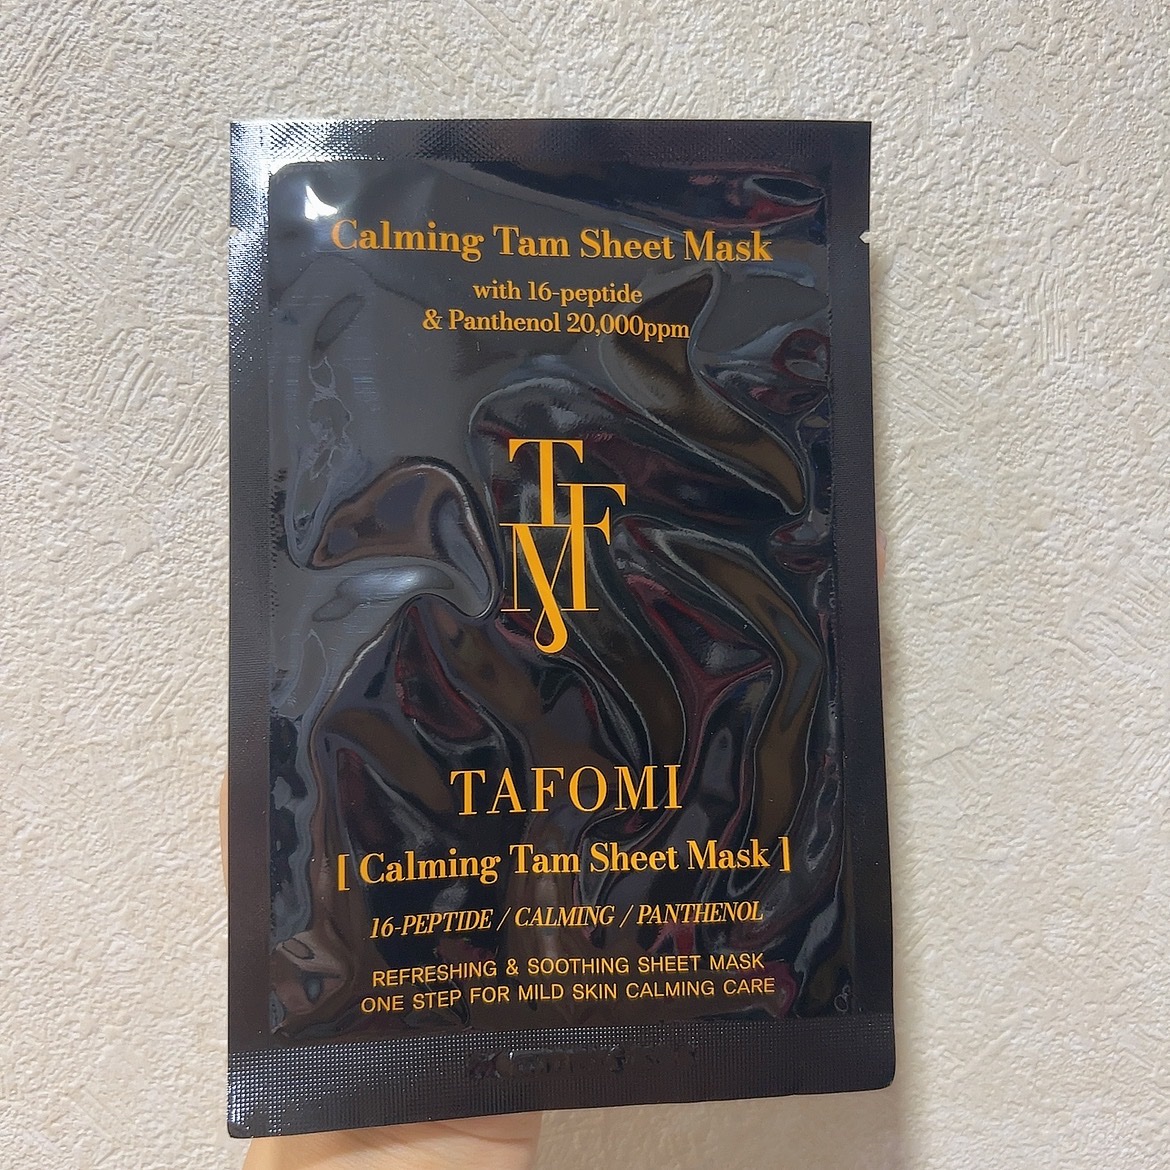 Calming Tam Sheet Mask
with 16-peptide
& Panthenol 20,000ppm
TFM
TAFOMI
[ Calming Tam Sheet Mask ]
16-PEPTIDE / CALMING / PANTHENOL
REFRESHING & SOOTHING SHEET MASK
ONE STEP FOR MILD SKIN CALMING CARE